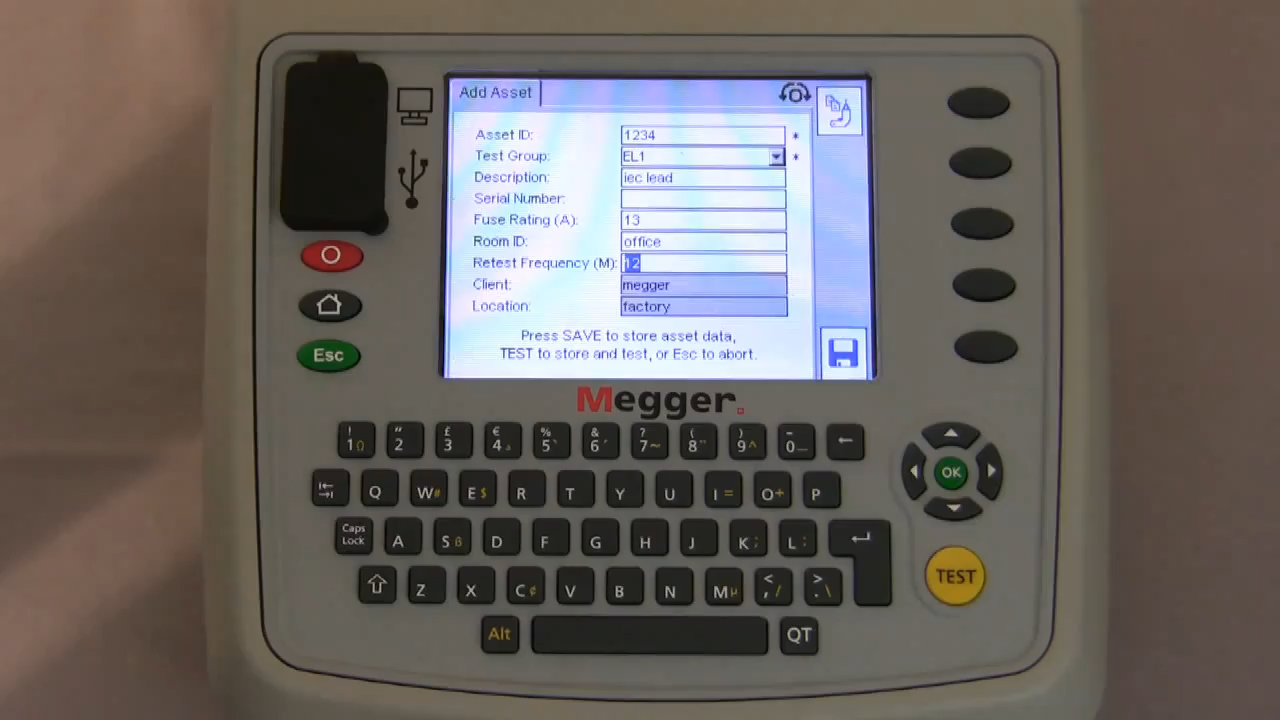 Add Asset
Asset ID: 1234 *
Test Group: EL1 *
Description: iec lead
Serial Number:
Fuse Rating (A): 13
Room ID: office
Retest Frequency (M): 12
Client: megger
Location: factory
Press SAVE to store asset data,
TEST to store and test, or Esc to abort.
Esc
Megger.
! " £ € % & ? ( ) -
1 2 3 4 5 6 7 8 9 0
Q W# E$ R T Y U I= O+ P
OK
Caps
Lock
A Sß D F G H J K; L:
TEST
Z X C¢ V B N Mµ <,/ >.\
Alt
QT